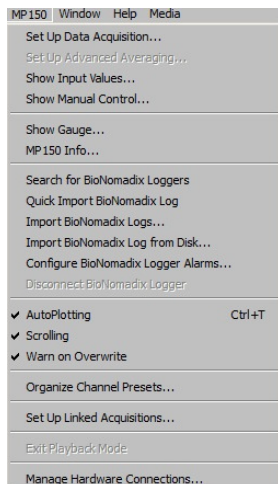 MP150 Window Help Media
Set Up Data Acquisition...
Set Up Advanced Averaging...
Show Input Values...
Show Manual Control...
Show Gauge...
MP150 Info...
Search for BioNomadix Loggers
Quick Import BioNomadix Log
Import BioNomadix Logs...
Import BioNomadix Log from Disk...
Configure BioNomadix Logger Alarms...
Disconnect BioNomadix Logger
AutoPlotting Ctrl+T
Scrolling
Warn on Overwrite
Organize Channel Presets...
Set Up Linked Acquisitions...
Exit Playback Mode
Manage Hardware Connections...